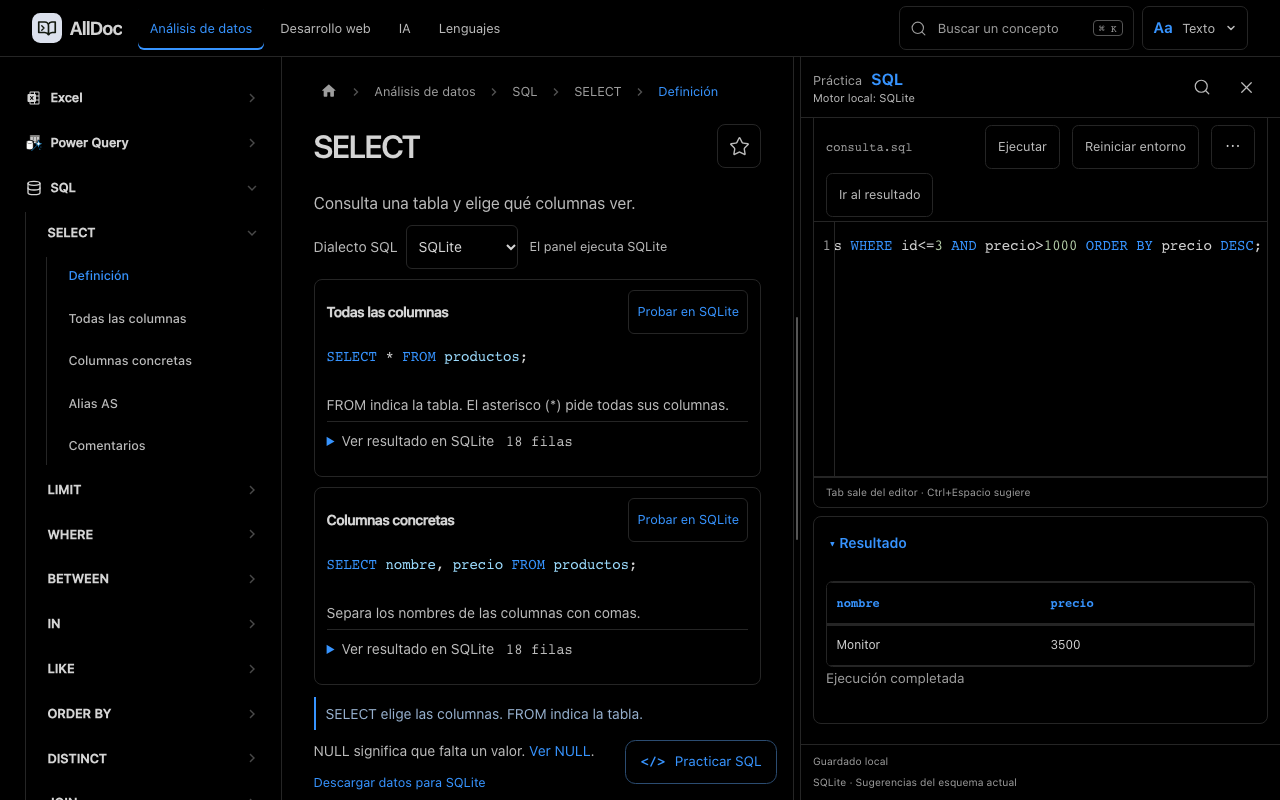 AllDoc
Análisis de datos
Desarrollo web
IA
Lenguajes
Buscar un concepto
⌘ K
Aa Texto
Excel
Power Query
SQL
SELECT
Definición
Todas las columnas
Columnas concretas
Alias AS
Comentarios
LIMIT
WHERE
BETWEEN
IN
LIKE
ORDER BY
DISTINCT
Análisis de datos
SQL
SELECT
Definición
SELECT
Consulta una tabla y elige qué columnas ver.
Dialecto SQL SQLite El panel ejecuta SQLite
Todas las columnas
Probar en SQLite
SELECT * FROM productos;
FROM indica la tabla. El asterisco (*) pide todas sus columnas.
Ver resultado en SQLite 18 filas
Columnas concretas
Probar en SQLite
SELECT nombre, precio FROM productos;
Separa los nombres de las columnas con comas.
Ver resultado en SQLite 18 filas
SELECT elige las columnas. FROM indica la tabla.
NULL significa que falta un valor. Ver NULL.
</> Practicar SQL
Descargar datos para SQLite
Práctica SQL
Motor local: SQLite
consulta.sql
Ejecutar
Reiniciar entorno
...
Ir al resultado
1 s WHERE id<=3 AND precio>1000 ORDER BY precio DESC;
Tab sale del editor · Ctrl+Espacio sugiere
Resultado
nombre precio
Monitor 3500
Ejecución completada
Guardado local
SQLite · Sugerencias del esquema actual